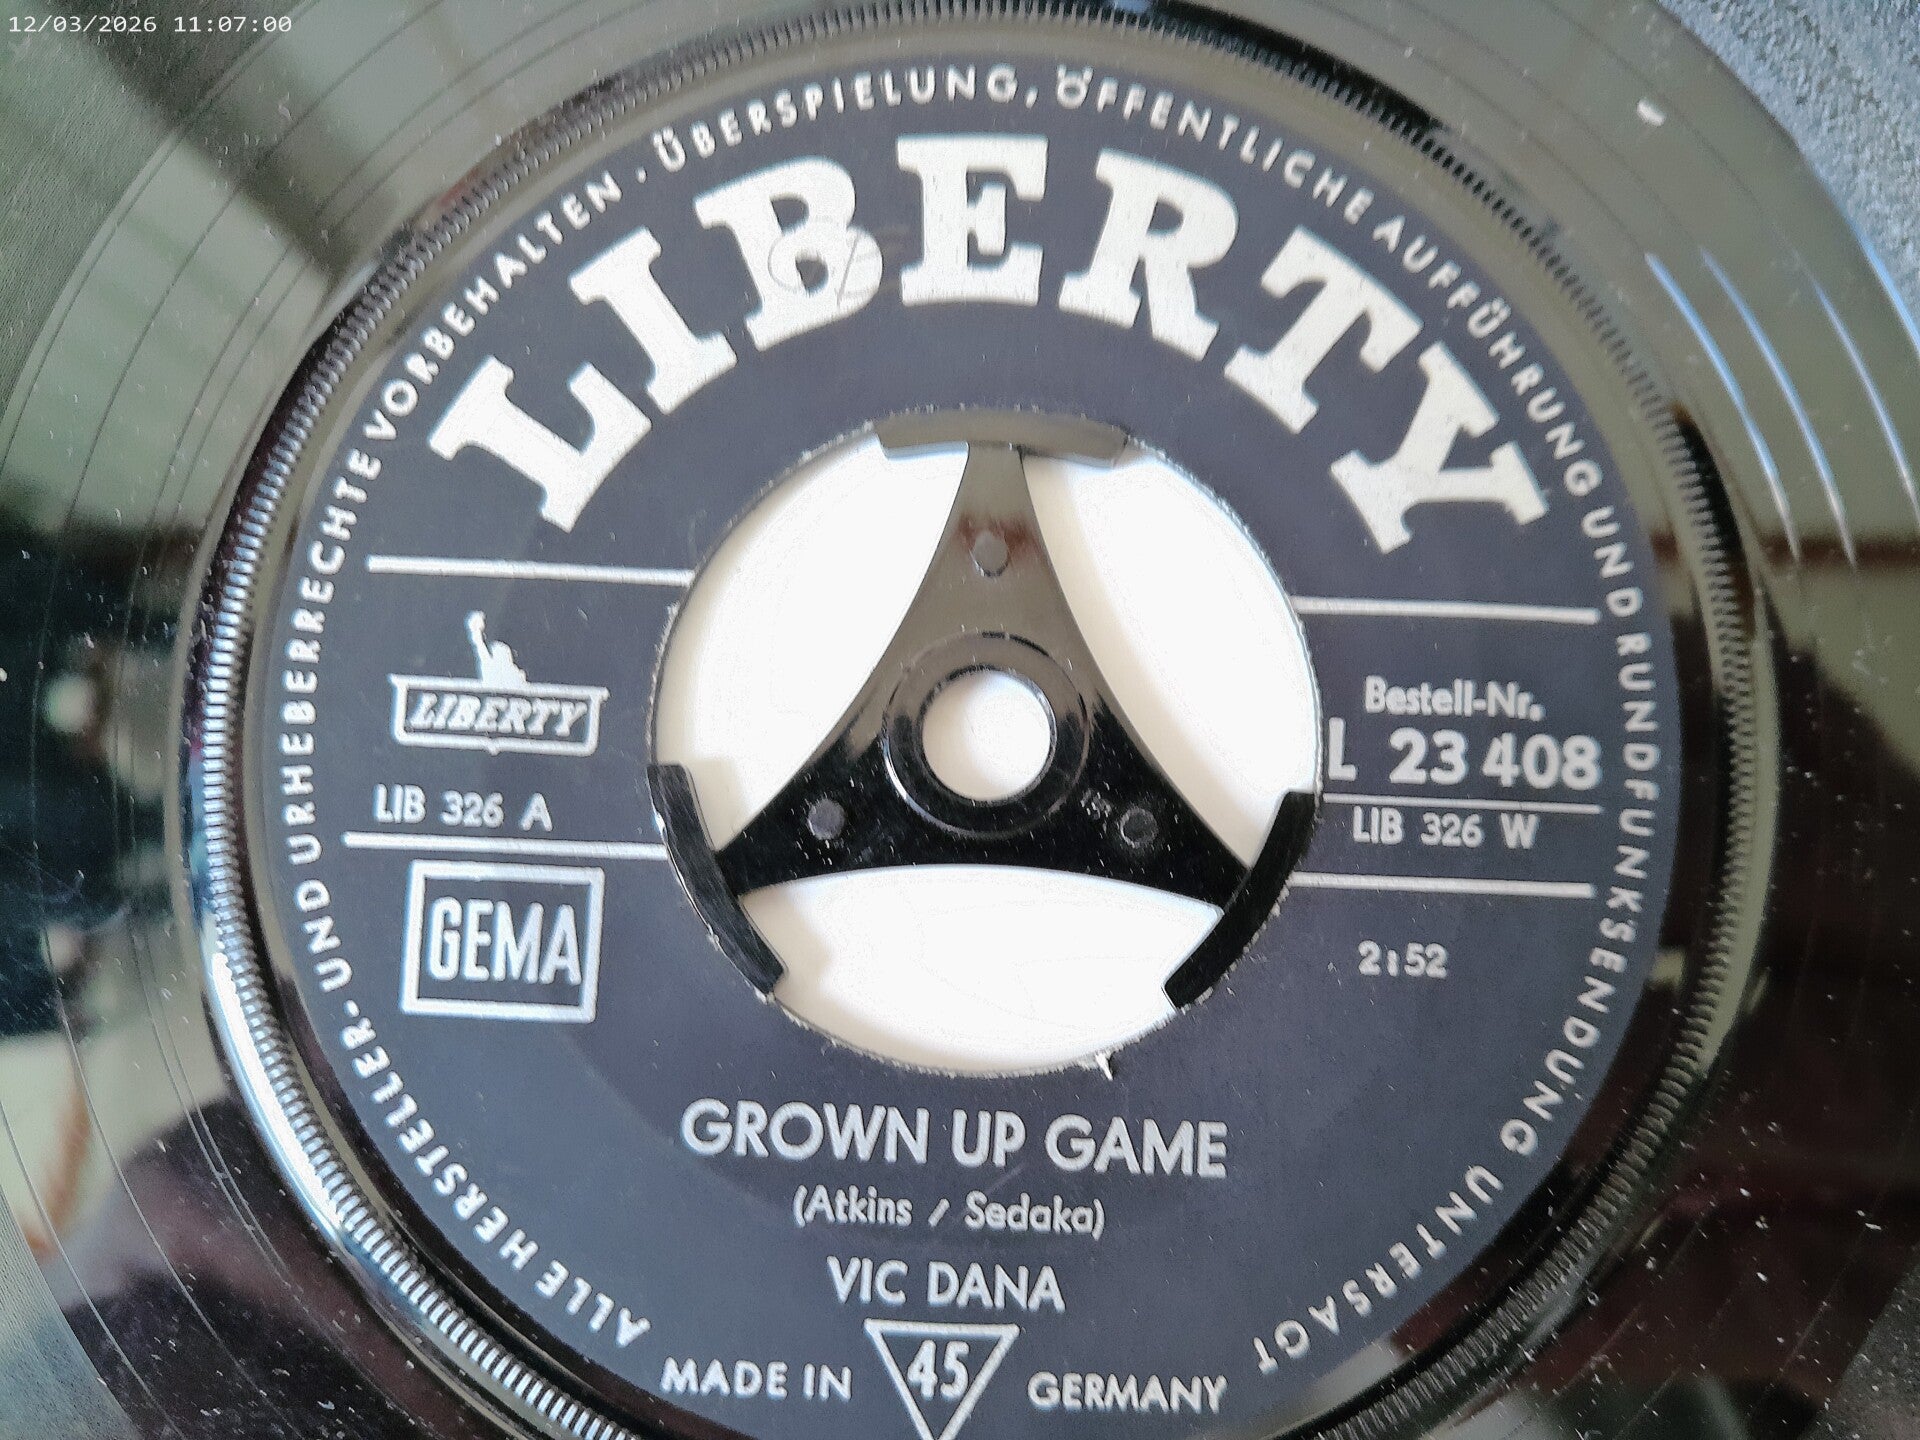 12/03/2026 11:07:00
ALLE HERSTELLER- UND URHEBERRECHTE VORBEHALTEN · ÜBERSPIELUNG, ÖFFENTLICHE AUFFÜHRUNG UND RUNDFUNKSENDUNG UNTERSAGT
LIBERTY
LIBERTY
LIB 326 A
GEMA
Bestell-Nr.
L 23 408
LIB 326 W
2:52
GROWN UP GAME
(Atkins / Sedaka)
VIC DANA
MADE IN 45 GERMANY